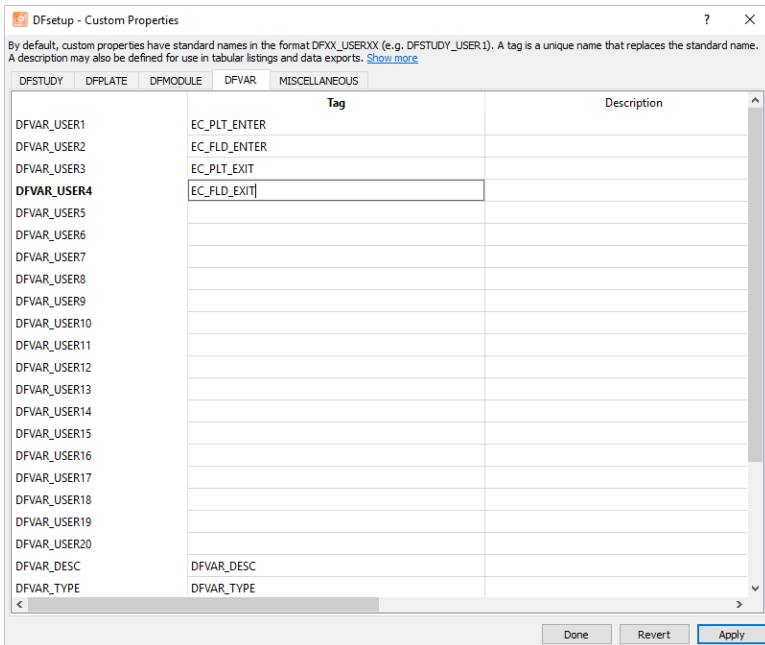 DFsetup - Custom Properties
?
By default, custom properties have standard names in the format DFXX_USERXX (e.g. DFSTUDY_USER1). A tag is a unique name that replaces the standard name.
A description may also be defined for use in tabular listings and data exports. Show more
DFSTUDY DFPLATE DFMODULE DFVAR MISCELLANEOUS
Tag Description
DFVAR_USER1 EC_PLT_ENTER
DFVAR_USER2 EC_FLD_ENTER
DFVAR_USER3 EC_PLT_EXIT
DFVAR_USER4 EC_FLD_EXIT
DFVAR_USER5
DFVAR_USER6
DFVAR_USER7
DFVAR_USER8
DFVAR_USER9
DFVAR_USER10
DFVAR_USER11
DFVAR_USER12
DFVAR_USER13
DFVAR_USER14
DFVAR_USER15
DFVAR_USER16
DFVAR_USER17
DFVAR_USER18
DFVAR_USER19
DFVAR_USER20
DFVAR_DESC DFVAR_DESC
DFVAR_TYPE DFVAR_TYPE
Done Revert Apply